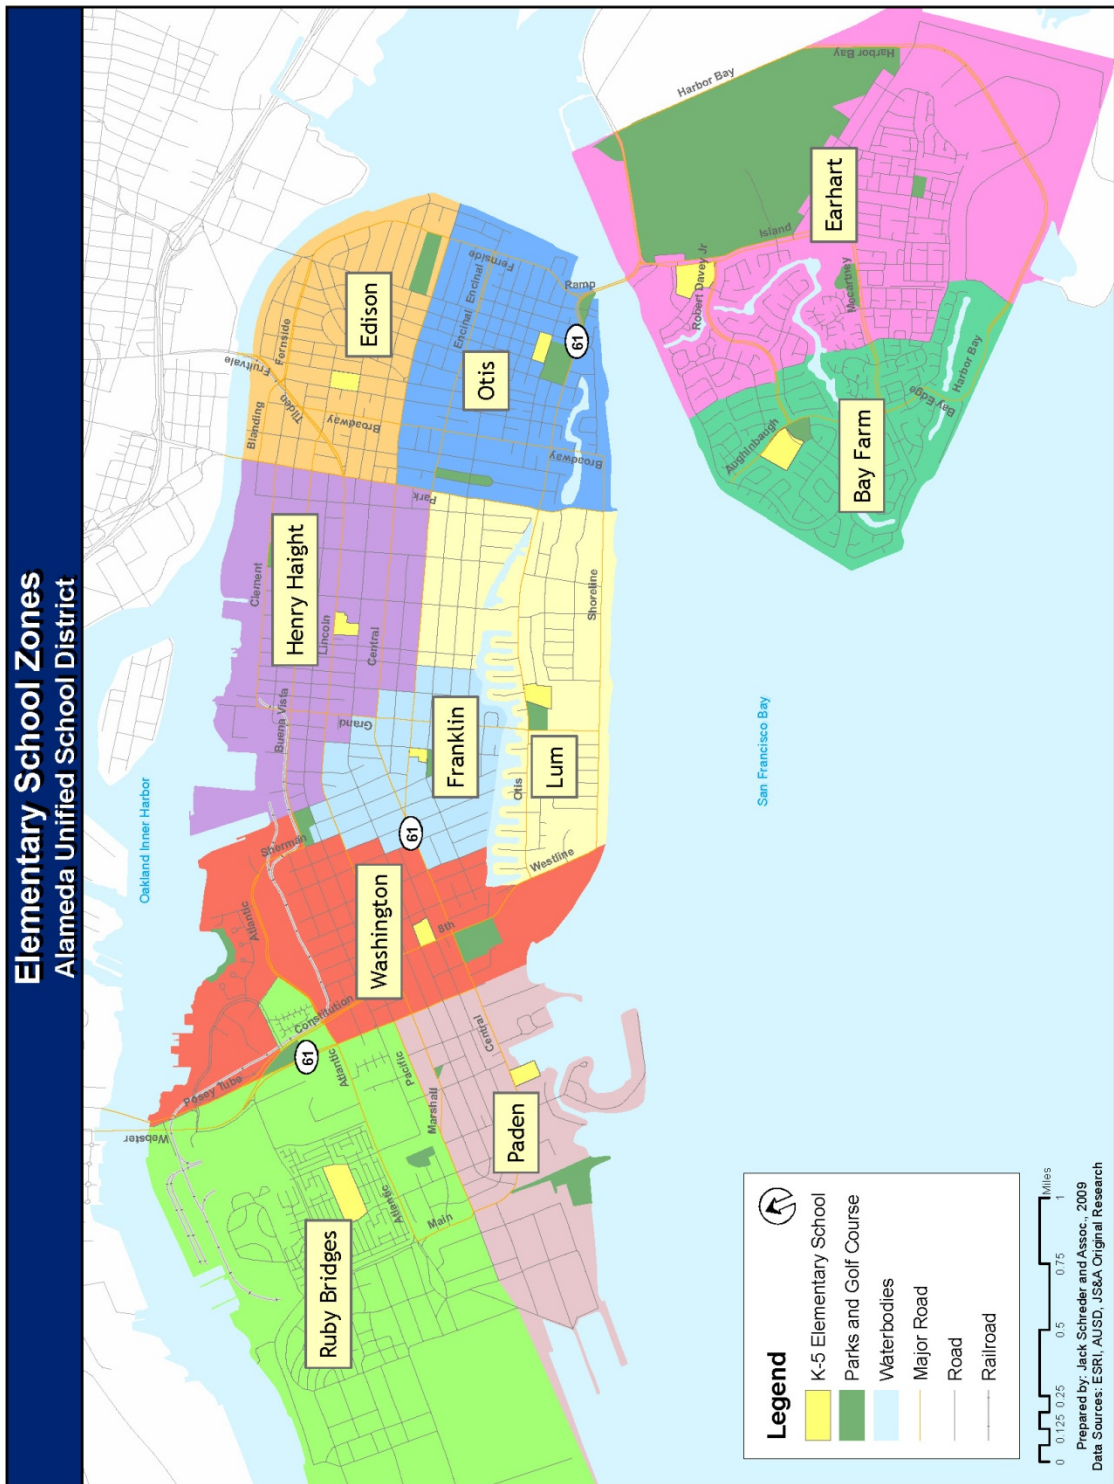 Elementary School Zones
Alameda Unified School District
Oakland Inner Harbor
San Francisco Bay
Ruby Bridges
Paden
Washington
Franklin
Lum
Henry Haight
Otis
Edison
Bay Farm
Earhart
Webster
Posey Tube
Constitution
Atlantic
Atlantic
Atlantic
Main
Pacific
Marshall
Central
8th
Westline
Sherman
Buena Vista
Grand
Otis
Clement
Lincoln
Central
Park
Shoreline
Blanding
Tilden
Fruitvale
Fernside
Broadway
Broadway
Encinal
Encinal
Fernside
Ramp
61
61
61
Harbor Bay
Harbor Bay
Island
Robert Davey Jr
Mccartney
Aughinbaugh
Bay Edge
Harbor Bay
Legend
K-5 Elementary School
Parks and Golf Course
Waterbodies
Major Road
Road
Railroad
0 0.125 0.25 0.5 0.75 1
Miles
Prepared by: Jack Schreder and Assoc., 2009
Data Sources: ESRI, AUSD, JS&A Original Research